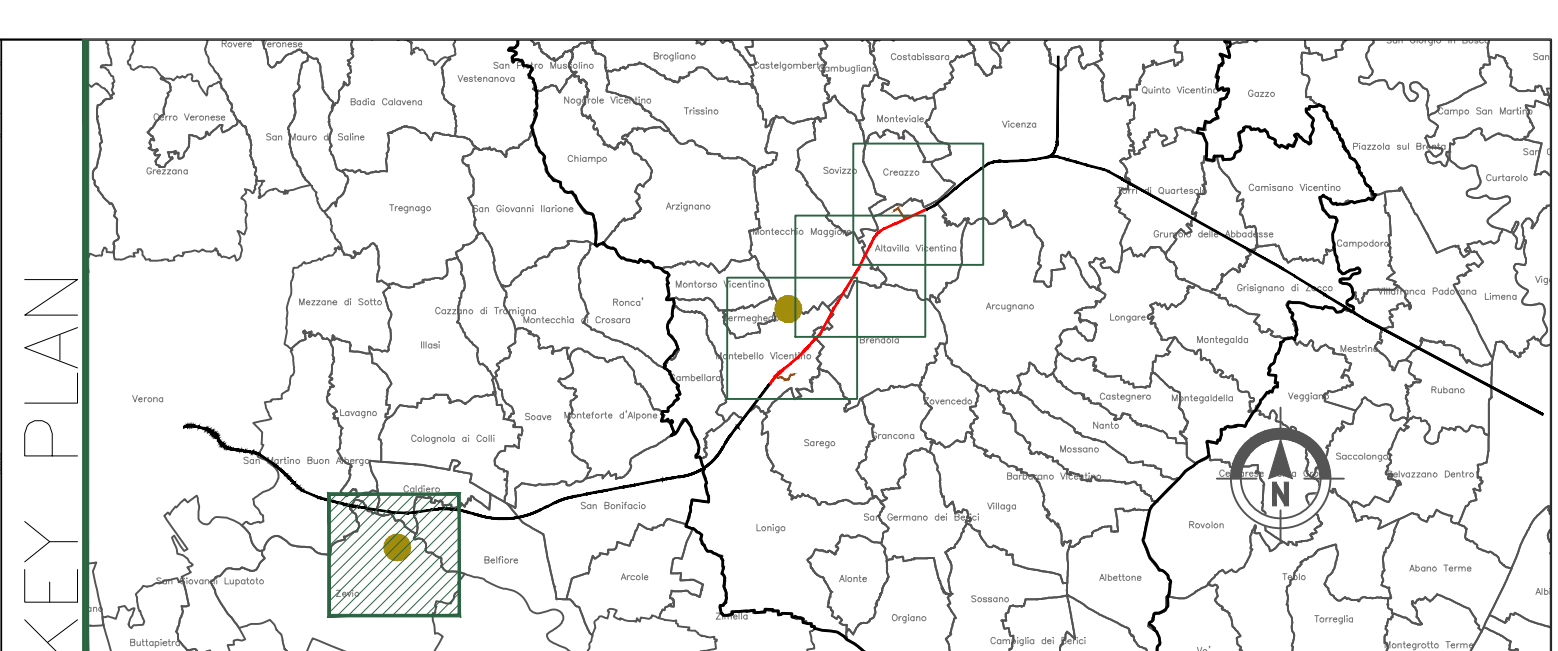 KEY PLAN
Rovere' Veronese
San Pietro Mussolino
Brogliano
Castelgomberto
Gambugliano
Costabissara
San Giorgio in Bosco
San
Vestenanova
Badia Calavena
Nogarole Vicentino
Trissino
Monteviale
Vicenza
Quinto Vicentino
Gazzo
Campo San Martino
Cerro Veronese
San Mauro di Saline
Piazzola sul Brenta
San
Grezzana
Chiampo
Sovizzo
Creazzo
Torri di Quartesolo
Camisano Vicentino
Curtarolo
Tregnago
San Giovanni Ilarione
Arzignano
Montecchio Maggiore
Altavilla Vicentina
Grumolo delle Abbadesse
Campodoro
Mezzane di Sotto
Cazzano di Tramigna
Montecchia di Crosara
Ronca'
Montorso Vicentino
Zermeghedo
Arcugnano
Longare
Grisignano di Zocco
Villafranca Padovana
Limena
Illasi
Montebello Vicentino
Brendola
Montegalda
Mestrino
Gambellara
Rubano
Verona
Lavagno
Soave
Monteforte d'Alpone
Zovencedo
Castegnero
Montegaldella
Veggiano
Colognola ai Colli
Sarego
Grancona
Nanto
Mossano
San Martino Buon Albergo
Barbarano Vicentino
Saccolongo
Selvazzano Dentro
Caldiero
San Bonifacio
Lonigo
San Germano dei Berici
Villaga
N
Rovolon
Belfiore
Arcole
Alonte
Albettone
Teolo
Abano Terme
San Giovanni Lupatoto
Zevio
Sossano
Zimella
Orgiano
Torreglia
Buttapietra
Campiglia dei Berici
Vo'
Montegrotto Terme